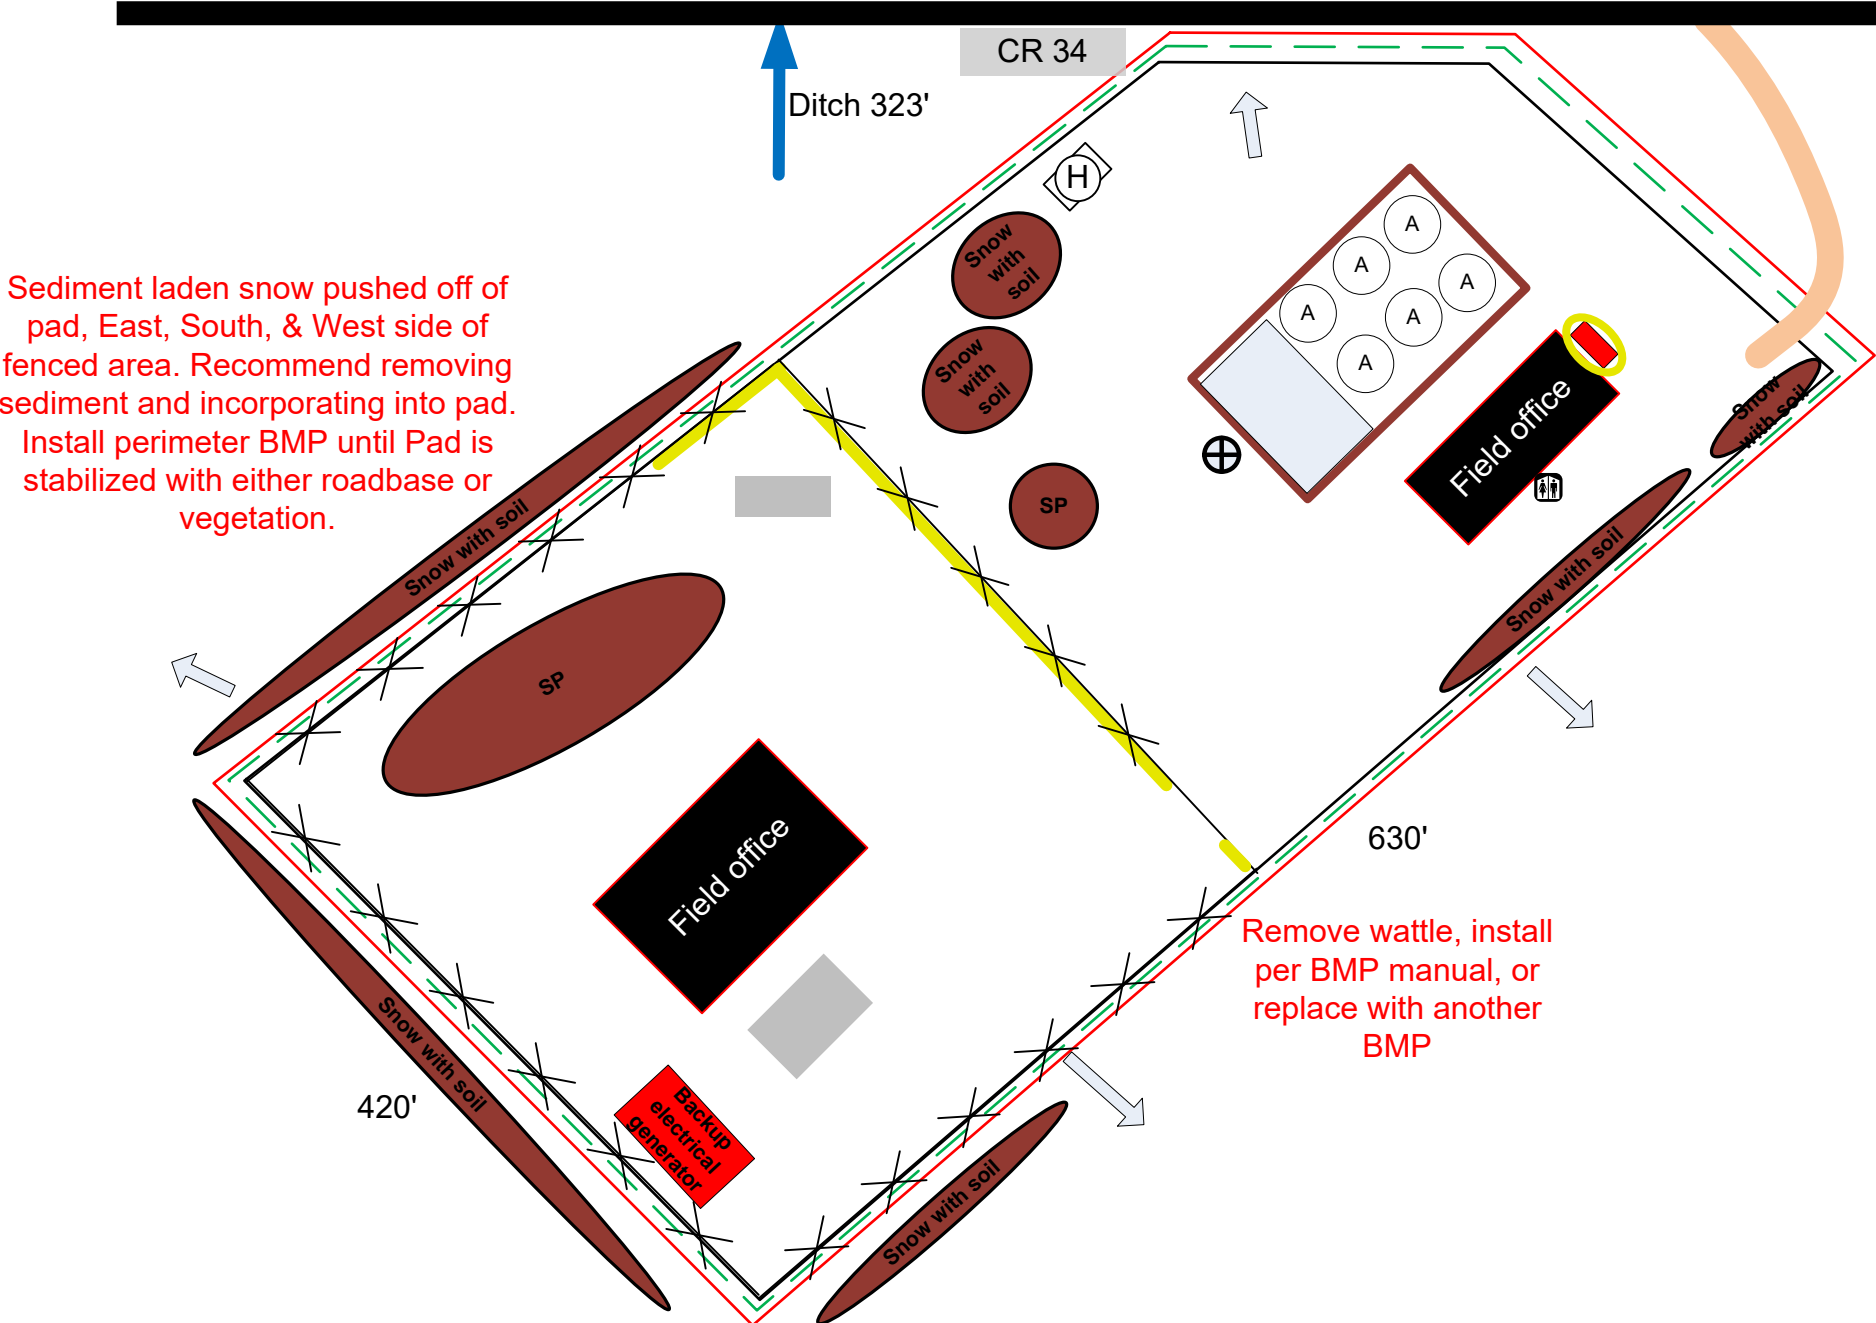 CR 34
Ditch 323'
H
Snow
with
soil
A
A
A
A
A
A
Sediment laden snow pushed off of
pad, East, South, & West side of
fenced area. Recommend removing
sediment and incorporating into pad.
Install perimeter BMP until Pad is
stabilized with either roadbase or
vegetation.
Snow
with
soil
Field office
Snow
with soil
SP
Snow with soil
Snow with soil
SP
Field office
630'
Remove wattle, install
per BMP manual, or
replace with another
BMP
Snow with soil
420'
Backup
electrical
generator
Snow with soil